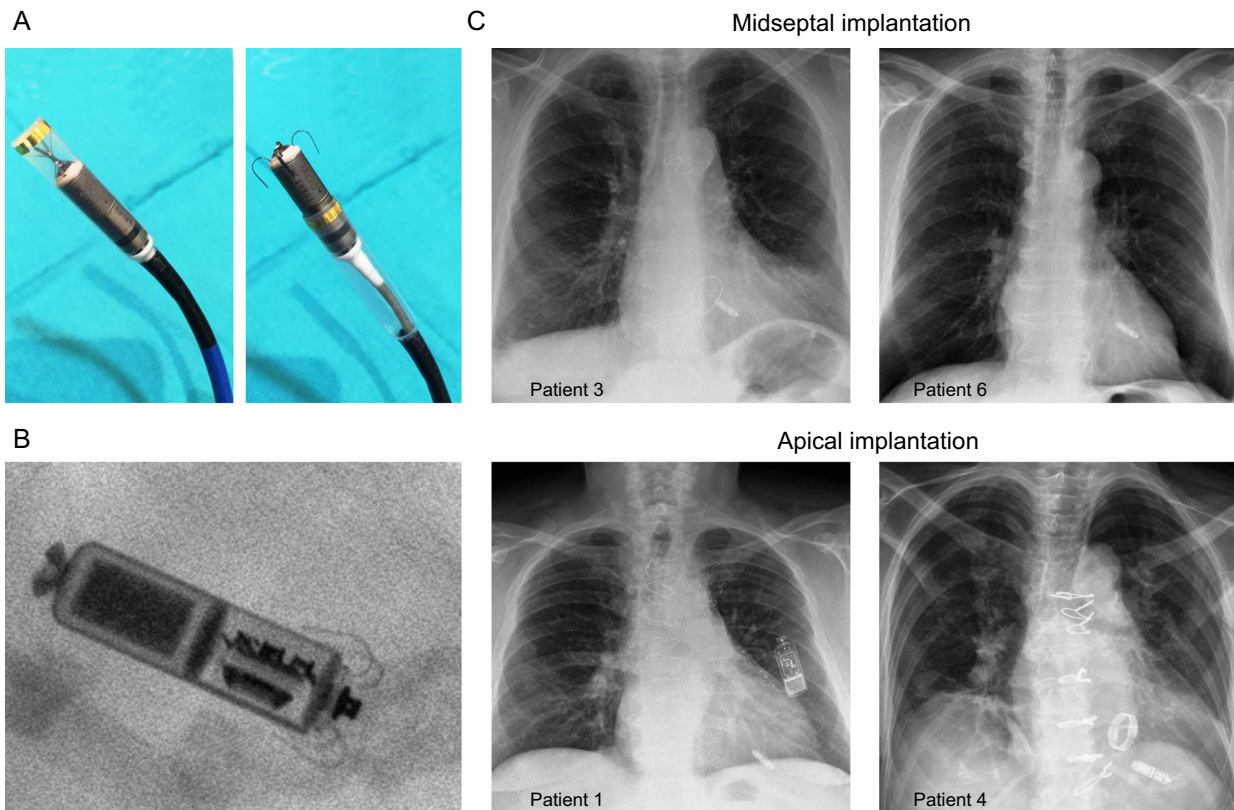 A
C
Midseptal implantation
Patient 3
Patient 6
B
Apical implantation
Patient 1
Patient 4